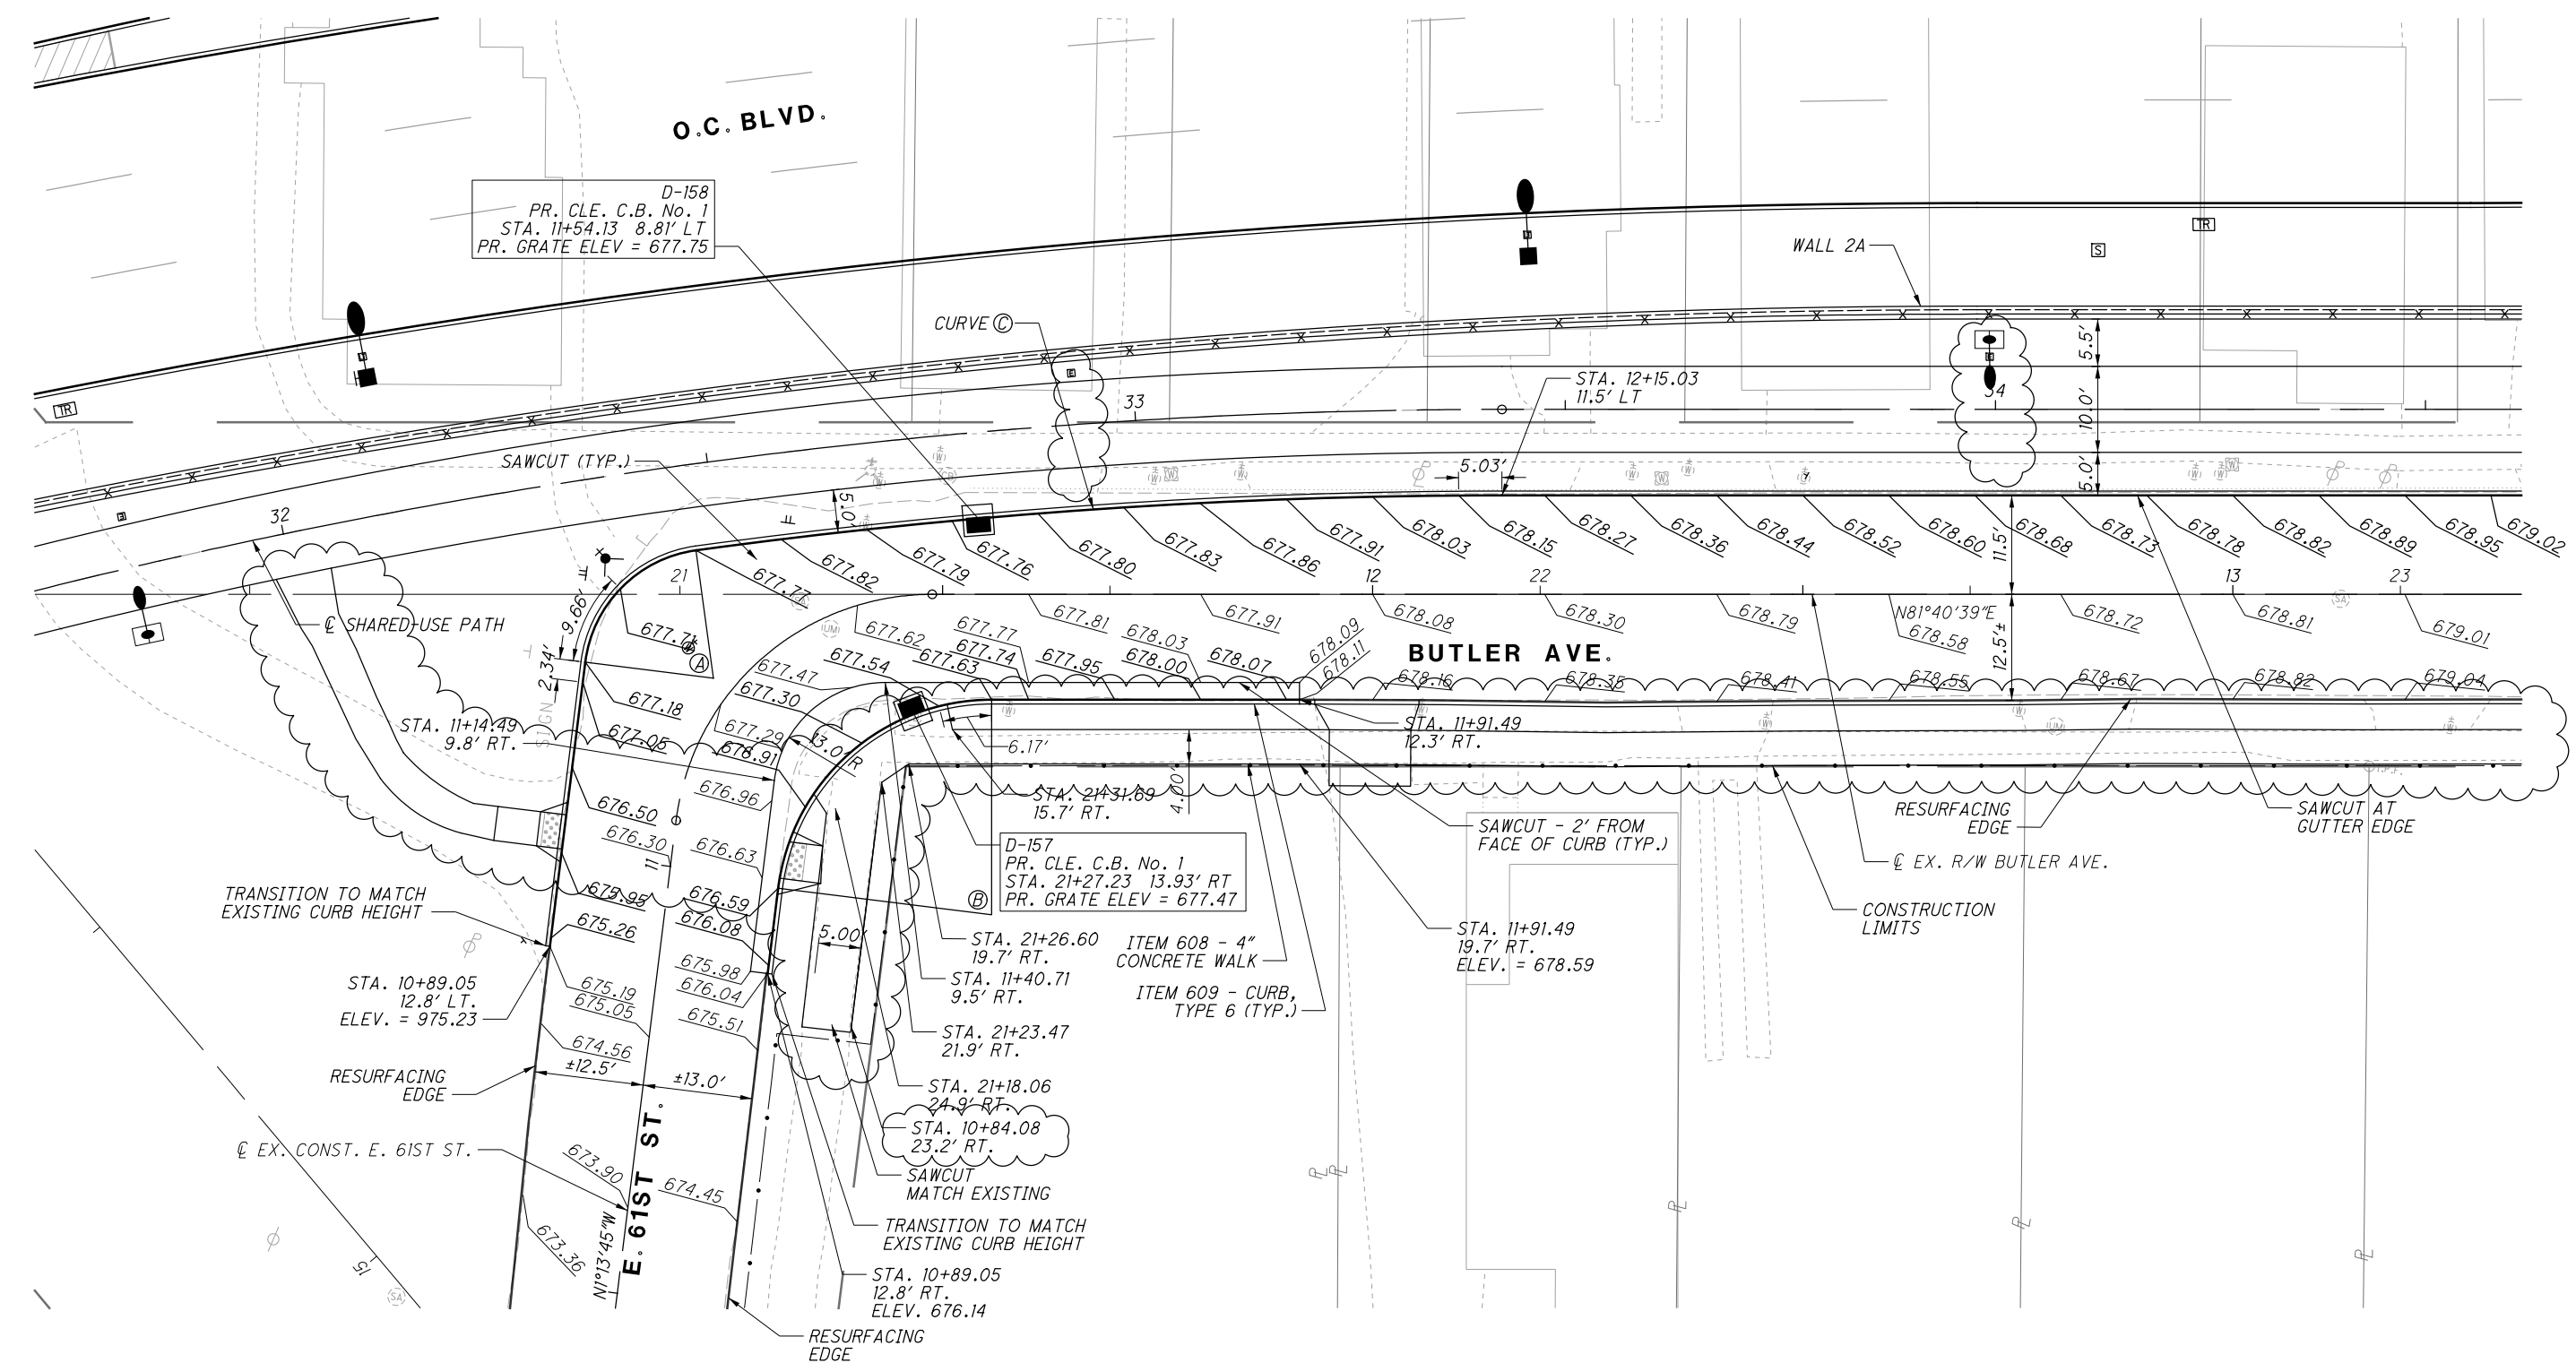 O.C. BLVD.
D-158
PR. CLE. C.B. No. 1
STA. 11+54.13 8.81' LT
PR. GRATE ELEV = 677.75
WALL 2A
TR
S
TR
CURVE C
5.5'
10.0'
5.0'
33
34
STA. 12+15.03
11.5' LT
SAWCUT (TYP.)
5.03'
5.0'
32
21
12
22
13
23
677.77
677.82
677.79
677.76
677.80
677.83
677.86
677.91
678.03
678.15
678.27
678.36
678.44
678.52
678.60
678.68
678.73
678.78
678.82
678.89
678.95
679.02
11.5'
12.5'±
℄ SHARED-USE PATH
9.66'
2.34'
SIGN
677.71
A
677.62
677.77
677.81
678.03
677.91
678.09
678.11
678.08
678.30
678.79
N81°40'39"E
678.58
678.72
678.81
679.01
BUTLER AVE.
677.47
677.54
677.63
677.74
677.95
678.00
678.07
678.16
678.35
678.41
678.55
678.67
678.82
679.04
677.30
677.18
677.29
677.05
676.91
13.01'R
STA. 11+14.49
9.8' RT.
6.17'
STA. 11+91.49
12.3' RT.
4.00'
STA. 21+31.69
15.7' RT.
676.96
676.50
676.30
676.63
11
D-157
PR. CLE. C.B. No. 1
STA. 21+27.23 13.93' RT
PR. GRATE ELEV = 677.47
B
SAWCUT - 2' FROM
FACE OF CURB (TYP.)
RESURFACING
EDGE
SAWCUT AT
GUTTER EDGE
℄ EX. R/W BUTLER AVE.
CONSTRUCTION
LIMITS
TRANSITION TO MATCH
EXISTING CURB HEIGHT
675.95
676.59
675.26
676.08
5.00'
STA. 21+26.60
19.7' RT.
ITEM 608 - 4"
CONCRETE WALK
STA. 11+91.49
19.7' RT.
ELEV. = 678.59
STA. 11+40.71
9.5' RT.
ITEM 609 - CURB,
TYPE 6 (TYP.)
STA. 10+89.05
12.8' LT.
ELEV. = 975.23
675.98
676.04
675.19
675.05
675.51
STA. 21+23.47
21.9' RT.
674.56
±12.5'
±13.0'
RESURFACING
EDGE
STA. 21+18.06
24.9' RT.
STA. 10+84.08
23.2' RT.
℄ EX. CONST. E. 61ST ST.
673.90
674.45
SAWCUT
MATCH EXISTING
TRANSITION TO MATCH
EXISTING CURB HEIGHT
673.36
N1°13'45"W
E. 61ST ST.
15
SA
STA. 10+89.05
12.8' RT.
ELEV. 676.14
RESURFACING
EDGE